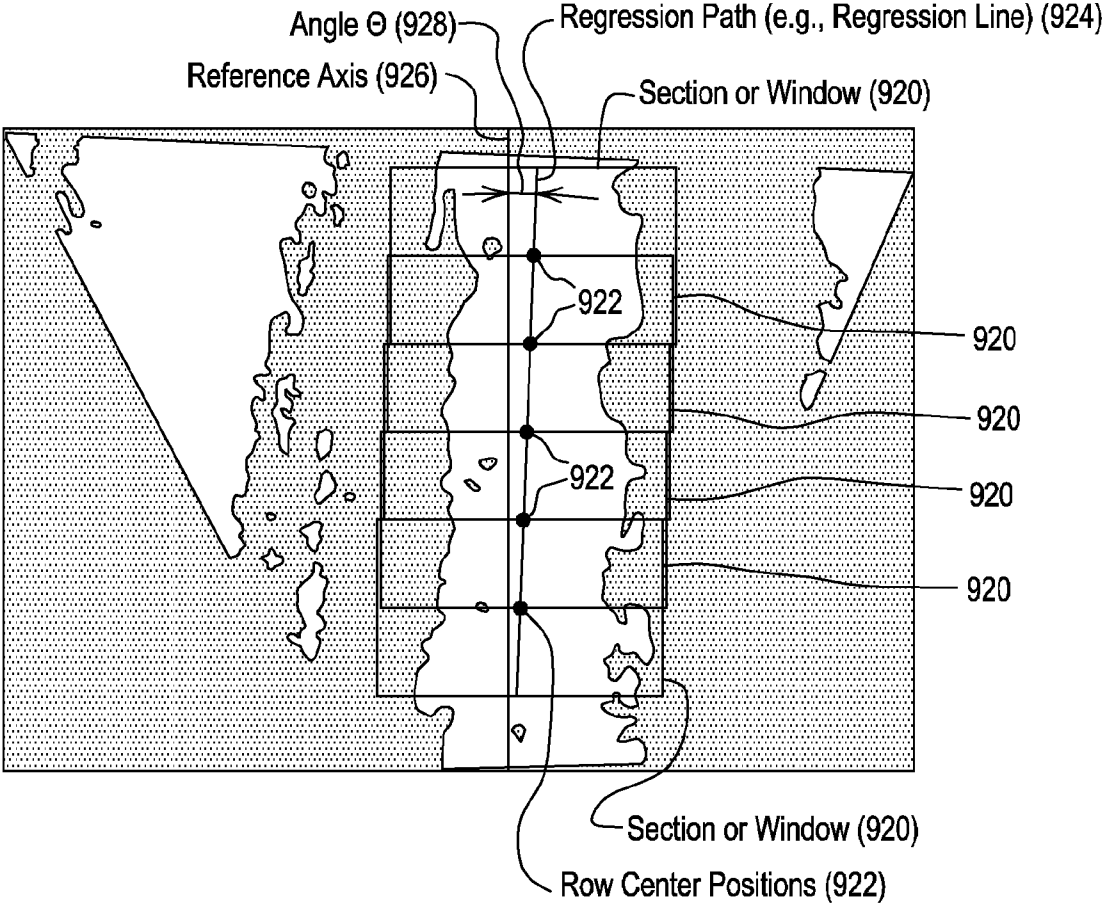 Angle Θ (928)
Regression Path (e.g., Regression Line) (924)
Reference Axis (926)
Section or Window (920)
922
920
920
922
920
920
Section or Window (920)
Row Center Positions (922)